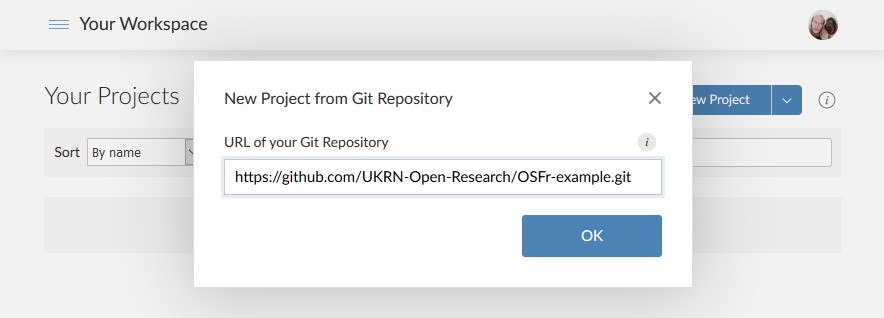 Your Workspace
Your Projects
New Project from Git Repository
ew Project
i
Sort
By name
URL of your Git Repository
i
https://github.com/UKRN-Open-Research/OSFr-example.git
OK